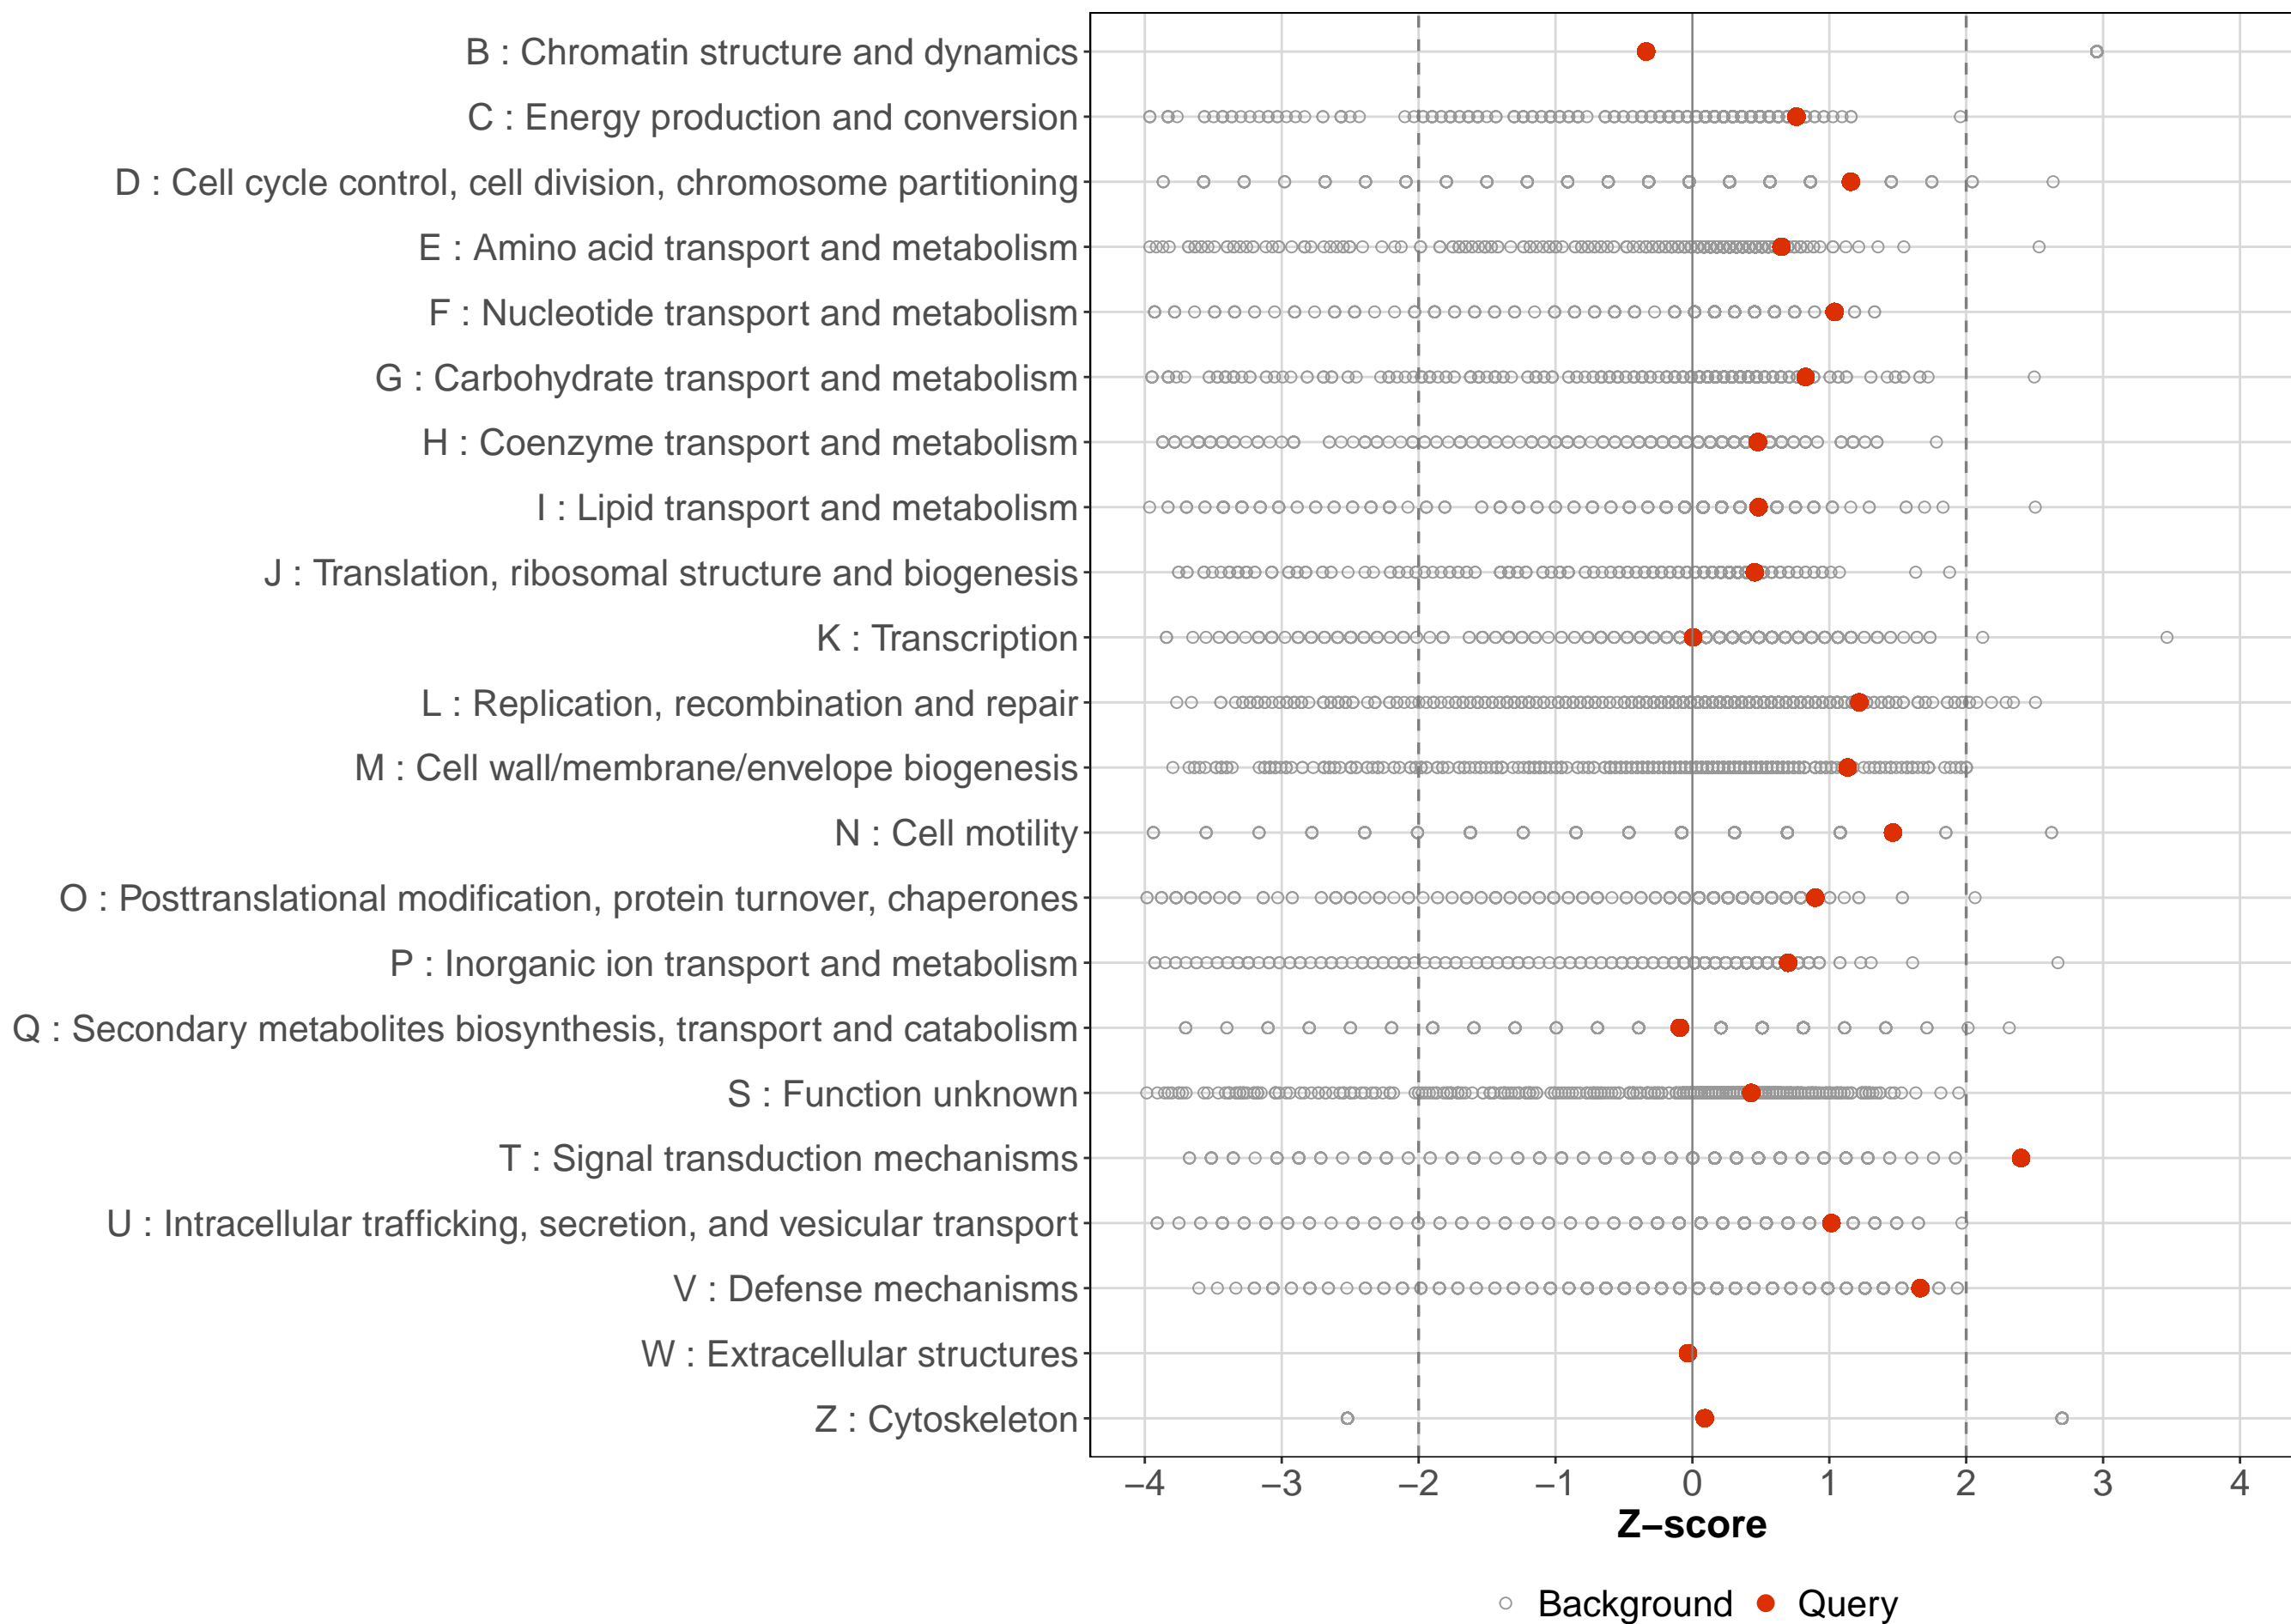 B : Chromatin structure and dynamics
C : Energy production and conversion
D : Cell cycle control, cell division, chromosome partitioning
E : Amino acid transport and metabolism
F : Nucleotide transport and metabolism
G : Carbohydrate transport and metabolism
H : Coenzyme transport and metabolism
I : Lipid transport and metabolism
J : Translation, ribosomal structure and biogenesis
K : Transcription
L : Replication, recombination and repair
M : Cell wall/membrane/envelope biogenesis
N : Cell motility
O : Posttranslational modification, protein turnover, chaperones
P : Inorganic ion transport and metabolism
Q : Secondary metabolites biosynthesis, transport and catabolism
S : Function unknown
T : Signal transduction mechanisms
U : Intracellular trafficking, secretion, and vesicular transport
V : Defense mechanisms
W : Extracellular structures
Z : Cytoskeleton
−4 −3 −2 −1 0 1 2 3 4
Z−score
Background Query